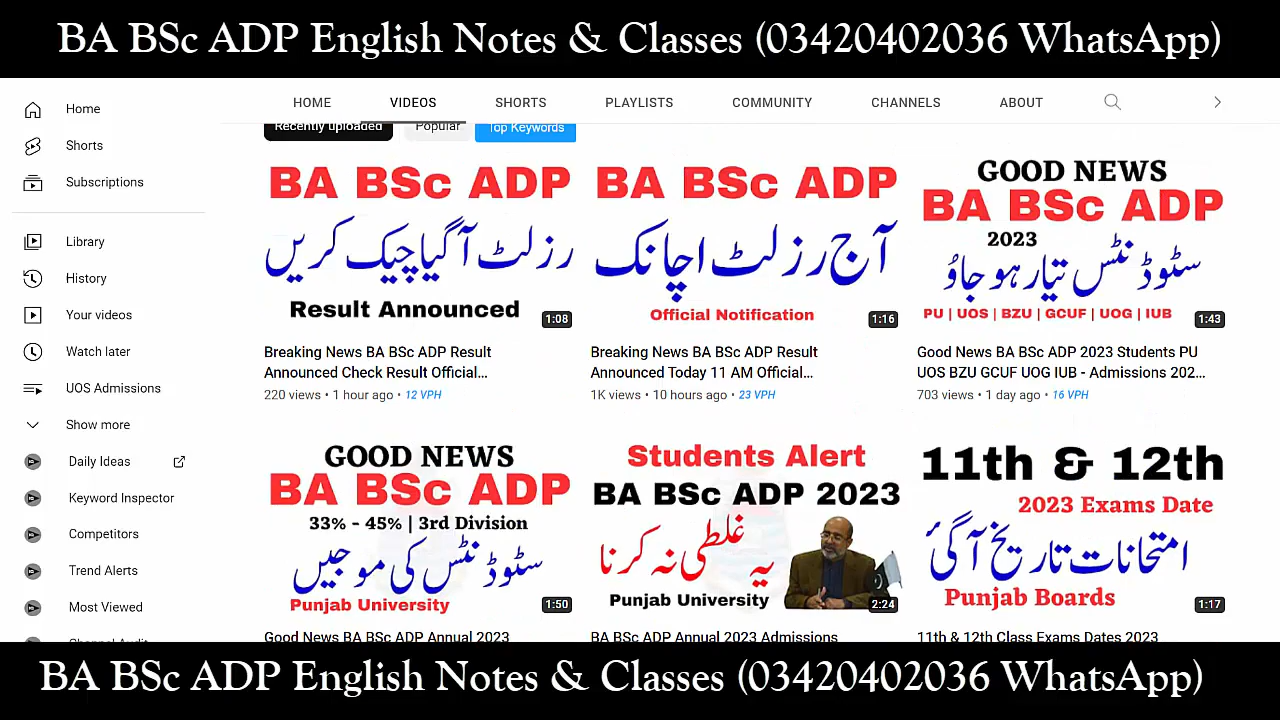 BA BSc ADP English Notes & Classes (03420402036 WhatsApp)
Home
Shorts
Subscriptions
Library
History
Your videos
Watch later
UOS Admissions
Show more
Daily Ideas
Keyword Inspector
Competitors
Trend Alerts
Most Viewed
Channel Audit
HOME VIDEOS SHORTS PLAYLISTS COMMUNITY CHANNELS ABOUT
Recently uploaded Popular Top Keywords
BA BSc ADP
رزلٹ آگیا چیک کریں
Result Announced
1:08
Breaking News BA BSc ADP Result
Announced Check Result Official...
220 views • 1 hour ago • 12 VPH
BA BSc ADP
آج رزلٹ اچانک
Official Notification
1:16
Breaking News BA BSc ADP Result
Announced Today 11 AM Official...
1K views • 10 hours ago • 23 VPH
GOOD NEWS
BA BSc ADP
2023
سٹوڈنٹس تیار ہو جاؤ
PU | UOS | BZU | GCUF | UOG | IUB
1:43
Good News BA BSc ADP 2023 Students PU
UOS BZU GCUF UOG IUB - Admissions 202...
703 views • 1 day ago • 16 VPH
GOOD NEWS
BA BSc ADP
33% - 45% | 3rd Division
سٹوڈنٹس کی موجیں
Punjab University
1:50
Good News BA BSc ADP Annual 2023
Students Alert
BA BSc ADP 2023
یہ غلطی نہ کرنا
Punjab University
2:24
BA BSc ADP Annual 2023 Admissions
11th & 12th
2023 Exams Date
امتحانات تاریخ آگئی
Punjab Boards
1:17
11th & 12th Class Exams Dates 2023
BA BSc ADP English Notes & Classes (03420402036 WhatsApp)